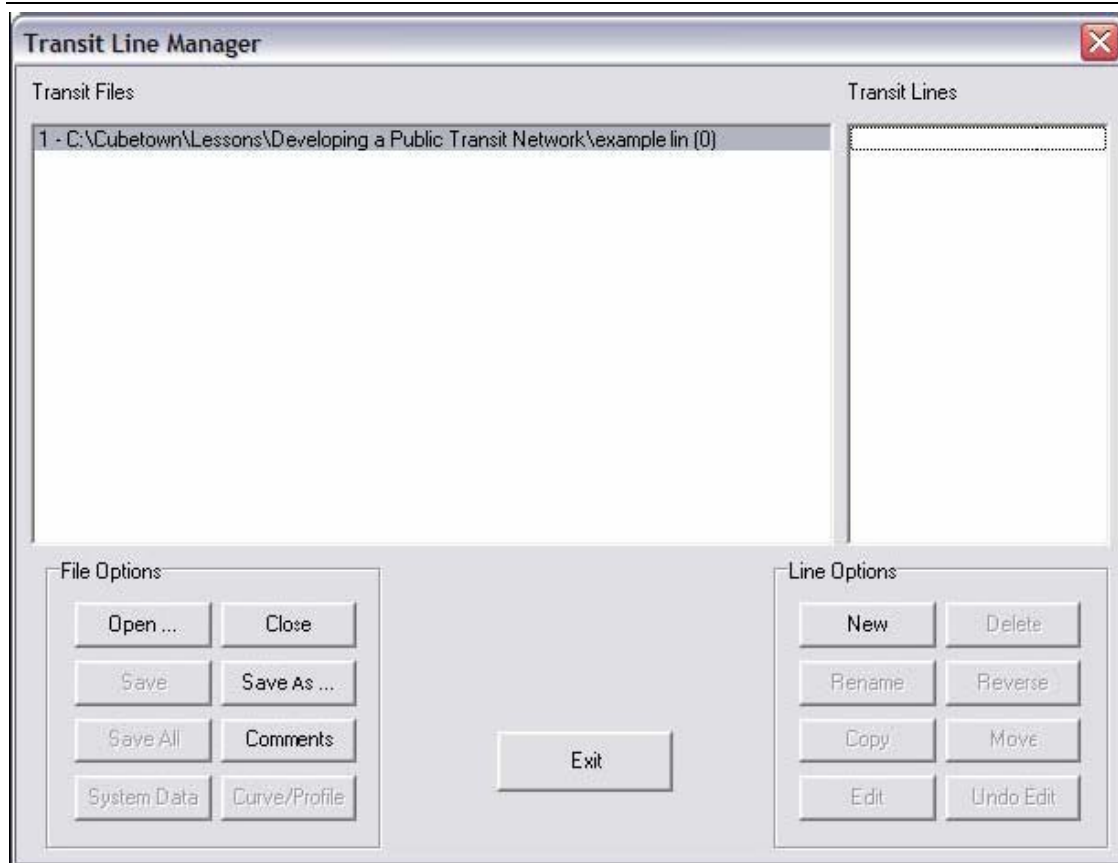 Transit Line Manager
Transit Files
Transit Lines
1 - C:\Cubetown\Lessons\Developing a Public Transit Network\example lin (0)
File Options
Open ...
Close
Save
Save As ...
Save All
Comments
System Data
Curve/Profile
Exit
Line Options
New
Delete
Rename
Reverse
Copy
Move
Edit
Undo Edit